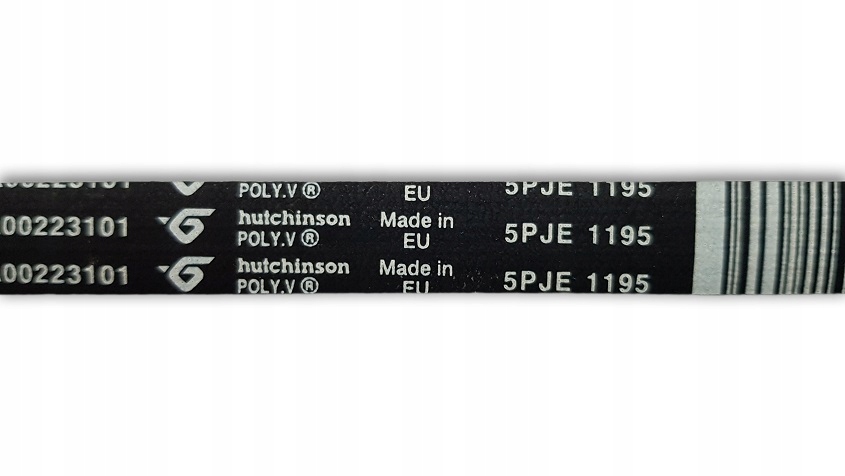 POLY.V ® EU 5PJE 1195
00223101 hutchinson Made in 5PJE 1195
POLY.V ® EU
00223101 hutchinson Made in 5PJE 1195
POLY.V ® EU